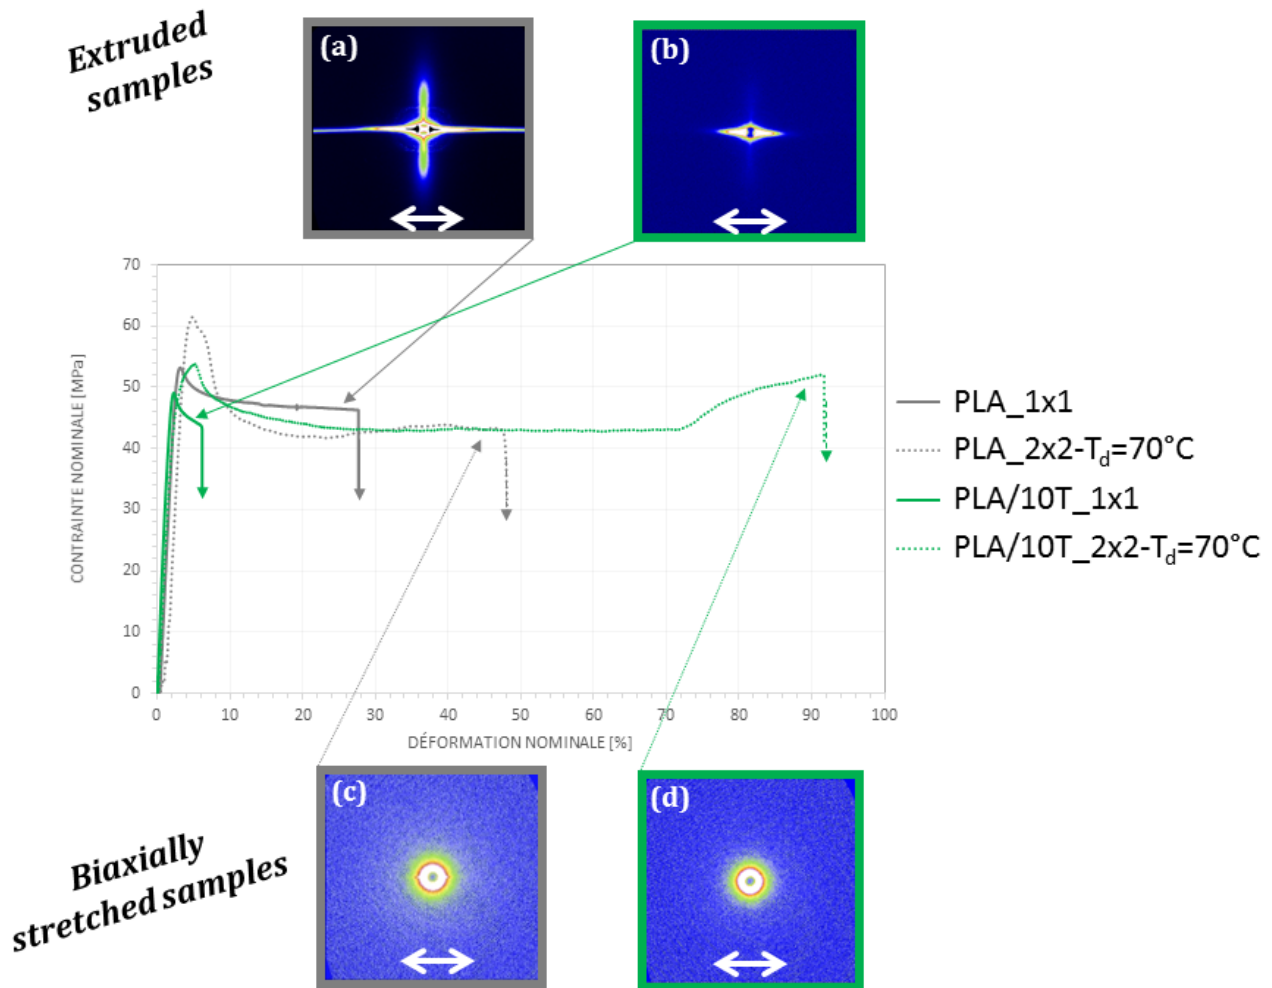 Extruded
samples
(a)
(b)
70
60
50
40
30
20
10
0
CONTRAINTE NOMINALE [MPa]
0 10 20 30 40 50 60 70 80 90 100
DÉFORMATION NOMINALE [%]
PLA_1x1
PLA_2x2-Td=70°C
PLA/10T_1x1
PLA/10T_2x2-Td=70°C
Biaxially
stretched samples
(c)
(d)